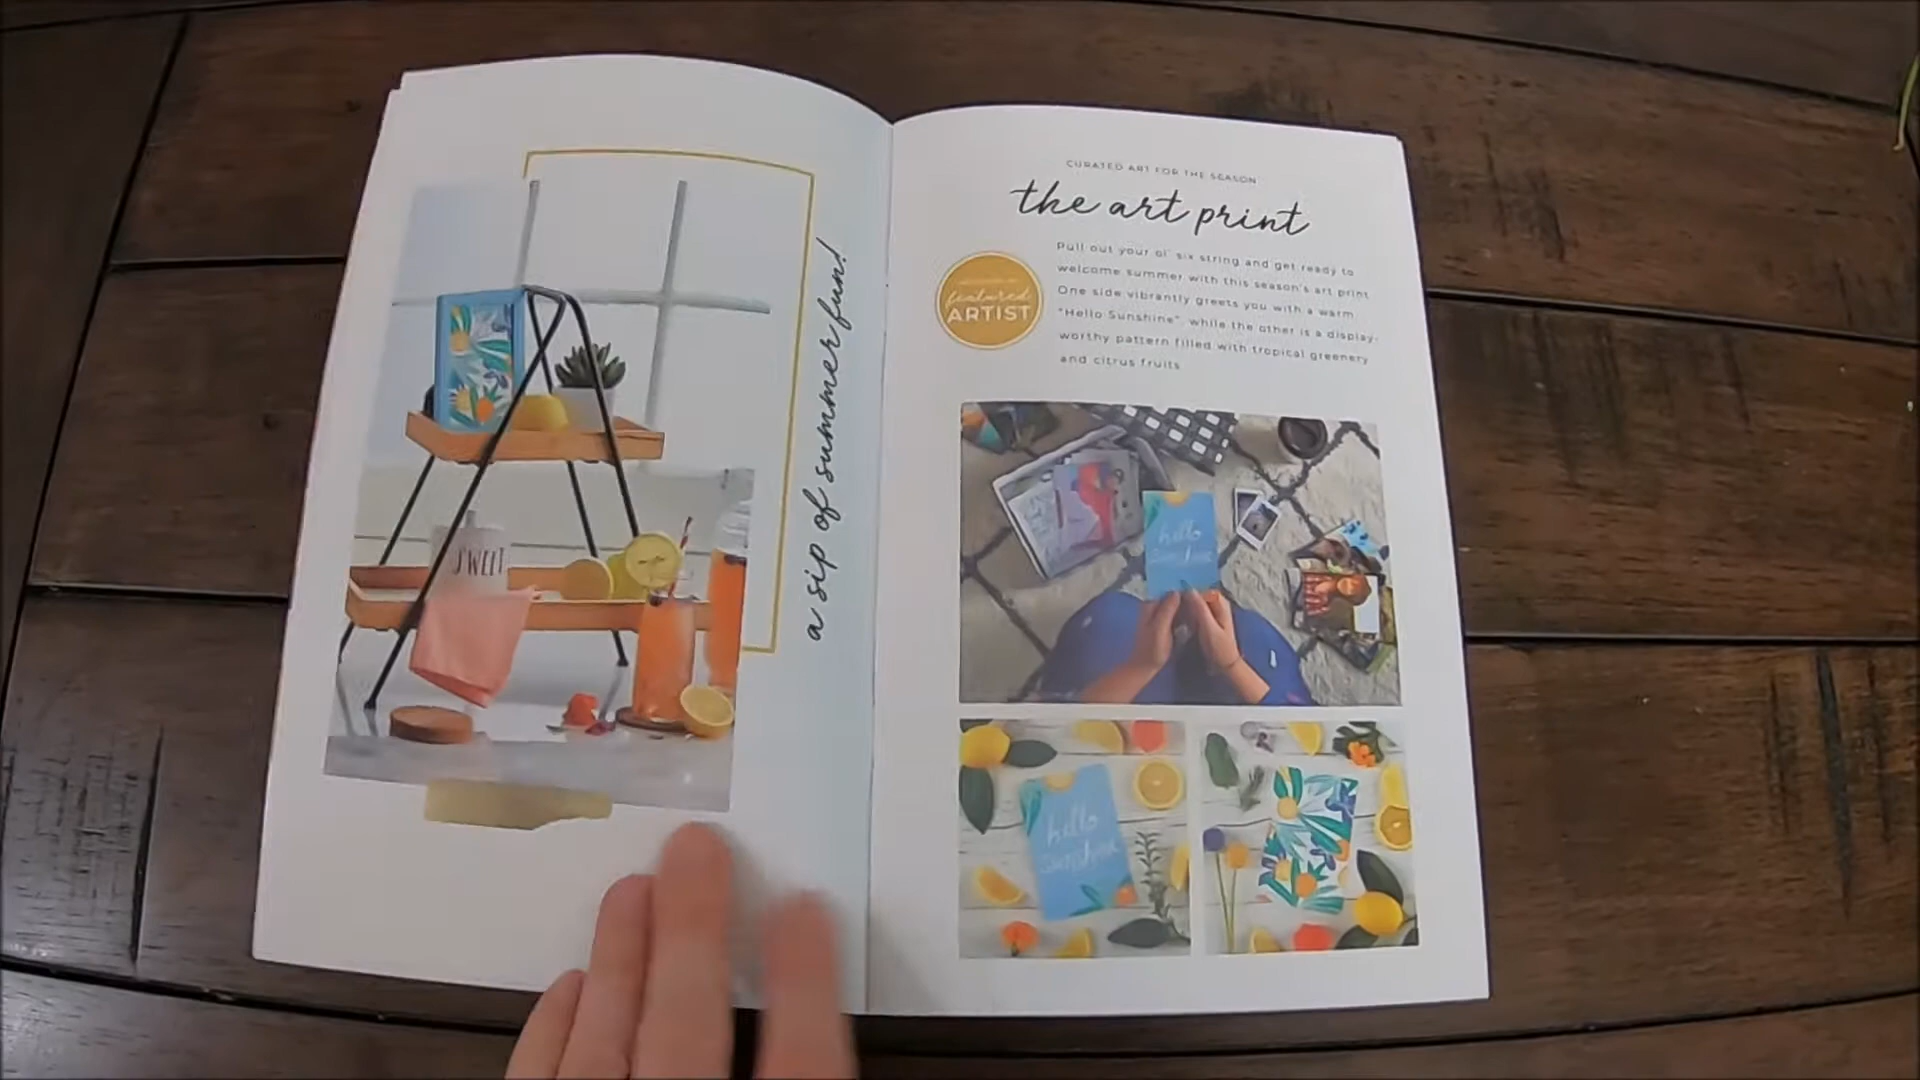 a sip of summer fun!
SWEET
CURATED ART FOR THE SEASON
the art print
featured
ARTIST
Pull out your ol' six string and get ready to
welcome summer with this season's art print.
One side vibrantly greets you with a warm
"Hello Sunshine", while the other is a display-
worthy pattern filled with tropical greenery
and citrus fruits.
hello
sunshine
hello
sunshine